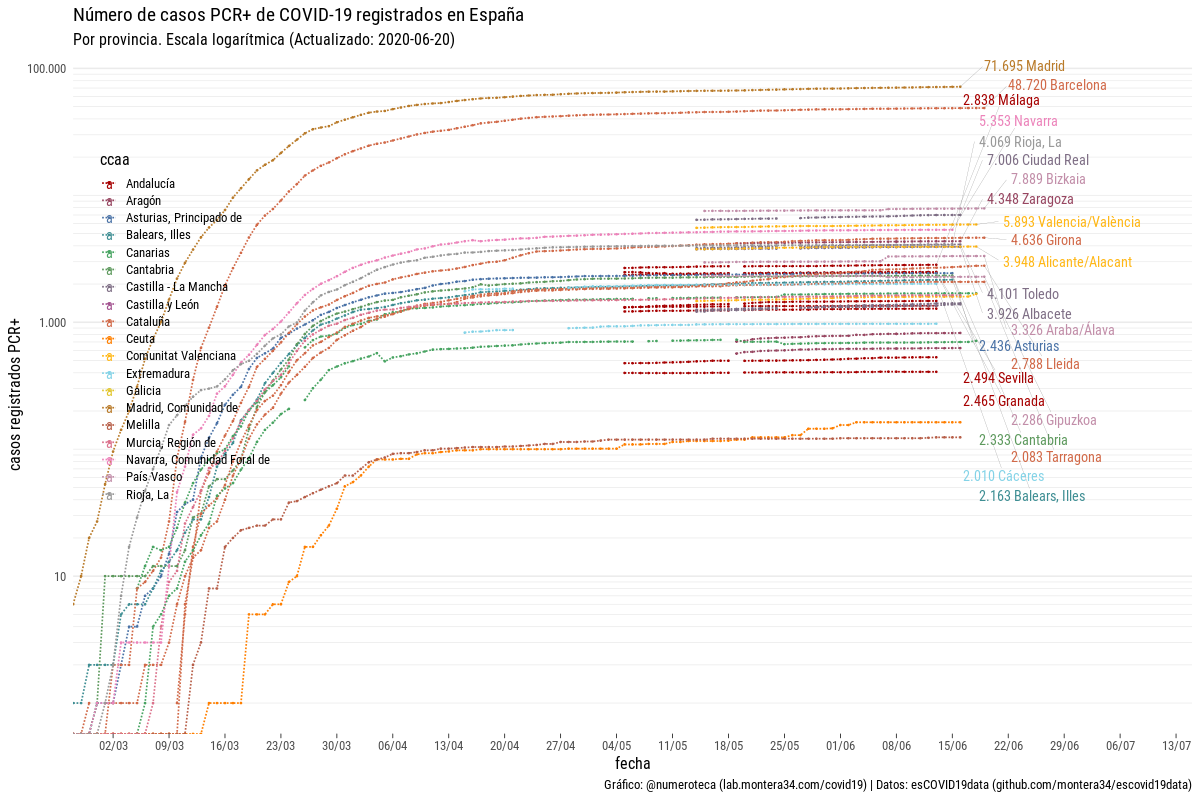 Número de casos PCR+ de COVID-19 registrados en España
Por provincia. Escala logarítmica (Actualizado: 2020-06-20)
100.000
1.000
10
casos registrados PCR+
ccaa
Andalucía
Aragón
Asturias, Principado de
Balears, Illes
Canarias
Cantabria
Castilla - La Mancha
Castilla y León
Cataluña
Ceuta
Comunitat Valenciana
Extremadura
Galicia
Madrid, Comunidad de
Melilla
Murcia, Región de
Navarra, Comunidad Foral de
País Vasco
Rioja, La
71.695 Madrid
48.720 Barcelona
2.838 Málaga
5.353 Navarra
4.069 Rioja, La
7.006 Ciudad Real
7.889 Bizkaia
4.348 Zaragoza
5.893 Valencia/València
4.636 Girona
3.948 Alicante/Alacant
4.101 Toledo
3.926 Albacete
3.326 Araba/Álava
2.436 Asturias
2.788 Lleida
2.494 Sevilla
2.465 Granada
2.286 Gipuzkoa
2.333 Cantabria
2.083 Tarragona
2.010 Cáceres
2.163 Balears, Illes
02/03 09/03 16/03 23/03 30/03 06/04 13/04 20/04 27/04 04/05 11/05 18/05 25/05 01/06 08/06 15/06 22/06 29/06 06/07 13/07
fecha
Gráfico: @numeroteca (lab.montera34.com/covid19) | Datos: esCOVID19data (github.com/montera34/escovid19data)